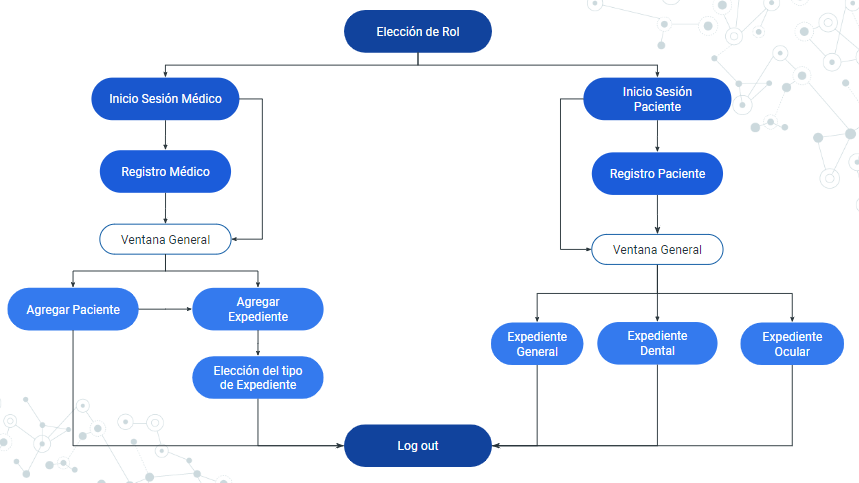 Elección de Rol
Inicio Sesión Médico
Inicio Sesión
Paciente
Registro Médico
Registro Paciente
Ventana General
Ventana General
Agregar Paciente
Agregar
Expediente
Expediente
General
Expediente
Dental
Expediente
Ocular
Elección del tipo
de Expediente
Log out